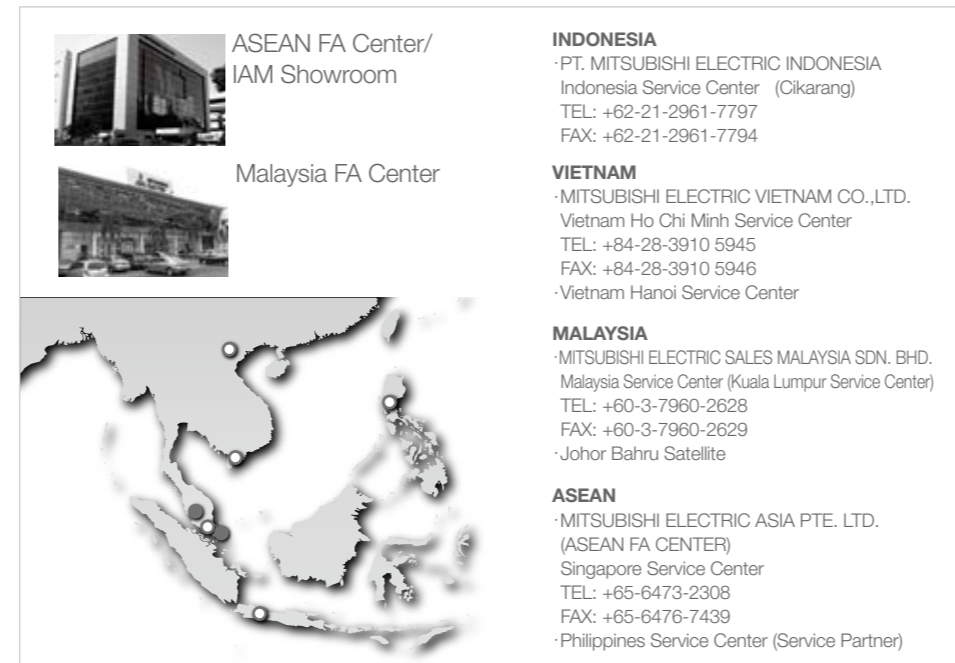 ASEAN FA Center/
IAM Showroom
Malaysia FA Center
INDONESIA
·PT. MITSUBISHI ELECTRIC INDONESIA
Indonesia Service Center (Cikarang)
TEL: +62-21-2961-7797
FAX: +62-21-2961-7794
VIETNAM
·MITSUBISHI ELECTRIC VIETNAM CO.,LTD.
Vietnam Ho Chi Minh Service Center
TEL: +84-28-3910 5945
FAX: +84-28-3910 5946
·Vietnam Hanoi Service Center
MALAYSIA
·MITSUBISHI ELECTRIC SALES MALAYSIA SDN. BHD.
Malaysia Service Center (Kuala Lumpur Service Center)
TEL: +60-3-7960-2628
FAX: +60-3-7960-2629
·Johor Bahru Satellite
ASEAN
·MITSUBISHI ELECTRIC ASIA PTE. LTD.
(ASEAN FA CENTER)
Singapore Service Center
TEL: +65-6473-2308
FAX: +65-6476-7439
·Philippines Service Center (Service Partner)